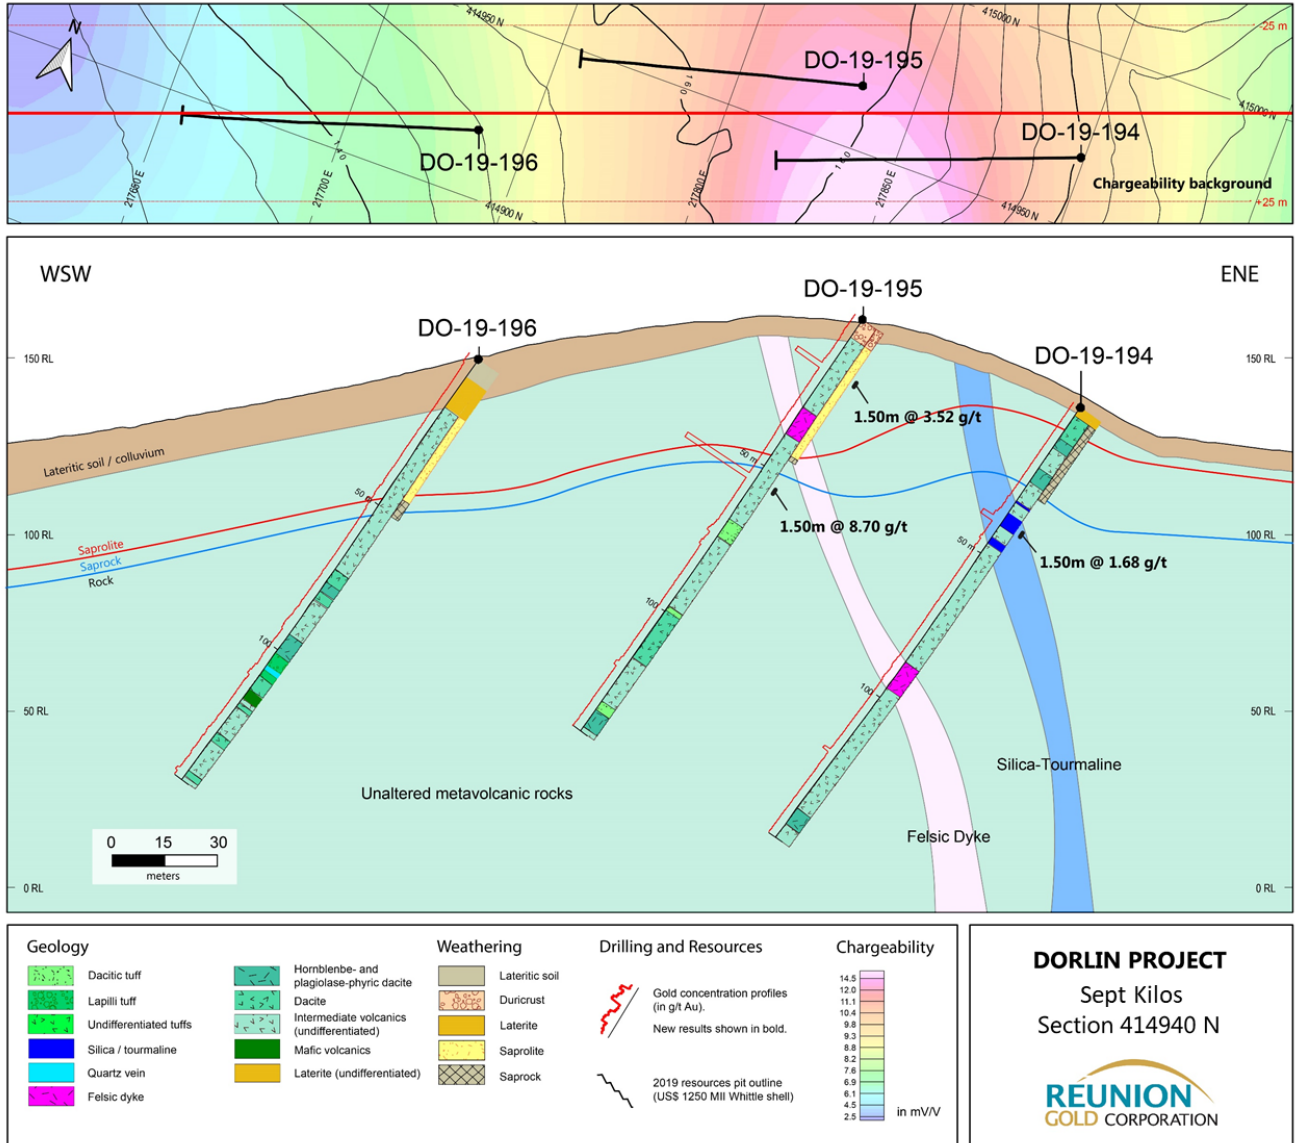 N
414950 N
415000 N
-25 m
DO-19-195
160
415000 N
DO-19-194
DO-19-196
140
160
217650 E
217700 E
217800 E
217850 E
Chargeability background
414900 N
414950 N
+25 m
WSW
ENE
DO-19-195
DO-19-196
DO-19-194
150 RL
150 RL
1.50m @ 3.52 g/t
Lateritic soil / colluvium
50 m
50 m
1.50m @ 8.70 g/t
100 RL
100 RL
Saprolite
Saprock
Rock
50 m
1.50m @ 1.68 g/t
100
100
100
50 RL
50 RL
Silica-Tourmaline
Unaltered metavolcanic rocks
Felsic Dyke
0 15 30
meters
0 RL
0 RL
Geology
Dacitic tuff
Lapilli tuff
Undifferentiated tuffs
Silica / tourmaline
Quartz vein
Felsic dyke
Hornblenbe- and
plagiolase-phyric dacite
Dacite
Intermediate volcanics
(undifferentiated)
Mafic volcanics
Laterite (undifferentiated)
Weathering
Lateritic soil
Duricrust
Laterite
Saprolite
Saprock
Drilling and Resources
Gold concentration profiles
(in g/t Au).
New results shown in bold.
2019 resources pit outline
(US$ 1250 MII Whittle shell)
Chargeability
14.5
12.0
11.1
10.4
9.8
9.3
8.8
8.2
7.6
6.9
6.1
4.5
2.5
in mV/V
DORLIN PROJECT
Sept Kilos
Section 414940 N
REUNION
GOLD CORPORATION